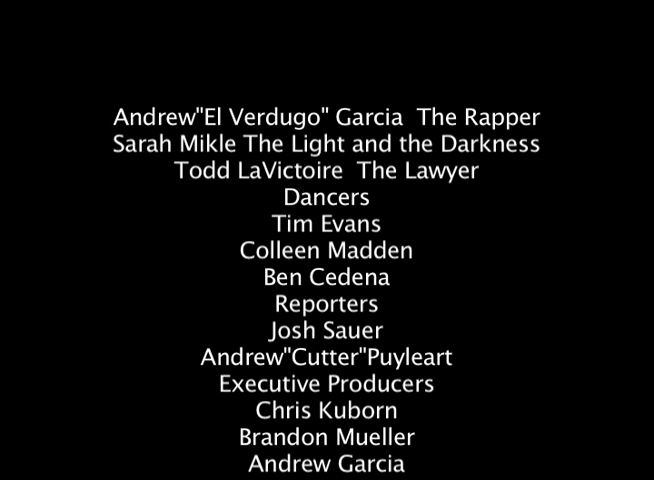 Andrew"El Verdugo" Garcia  The Rapper
Sarah Mikle The Light and the Darkness
Todd LaVictoire  The Lawyer
Dancers
Tim Evans
Colleen Madden
Ben Cedena
Reporters
Josh Sauer
Andrew"Cutter"Puyleart
Executive Producers
Chris Kuborn
Brandon Mueller
Andrew Garcia